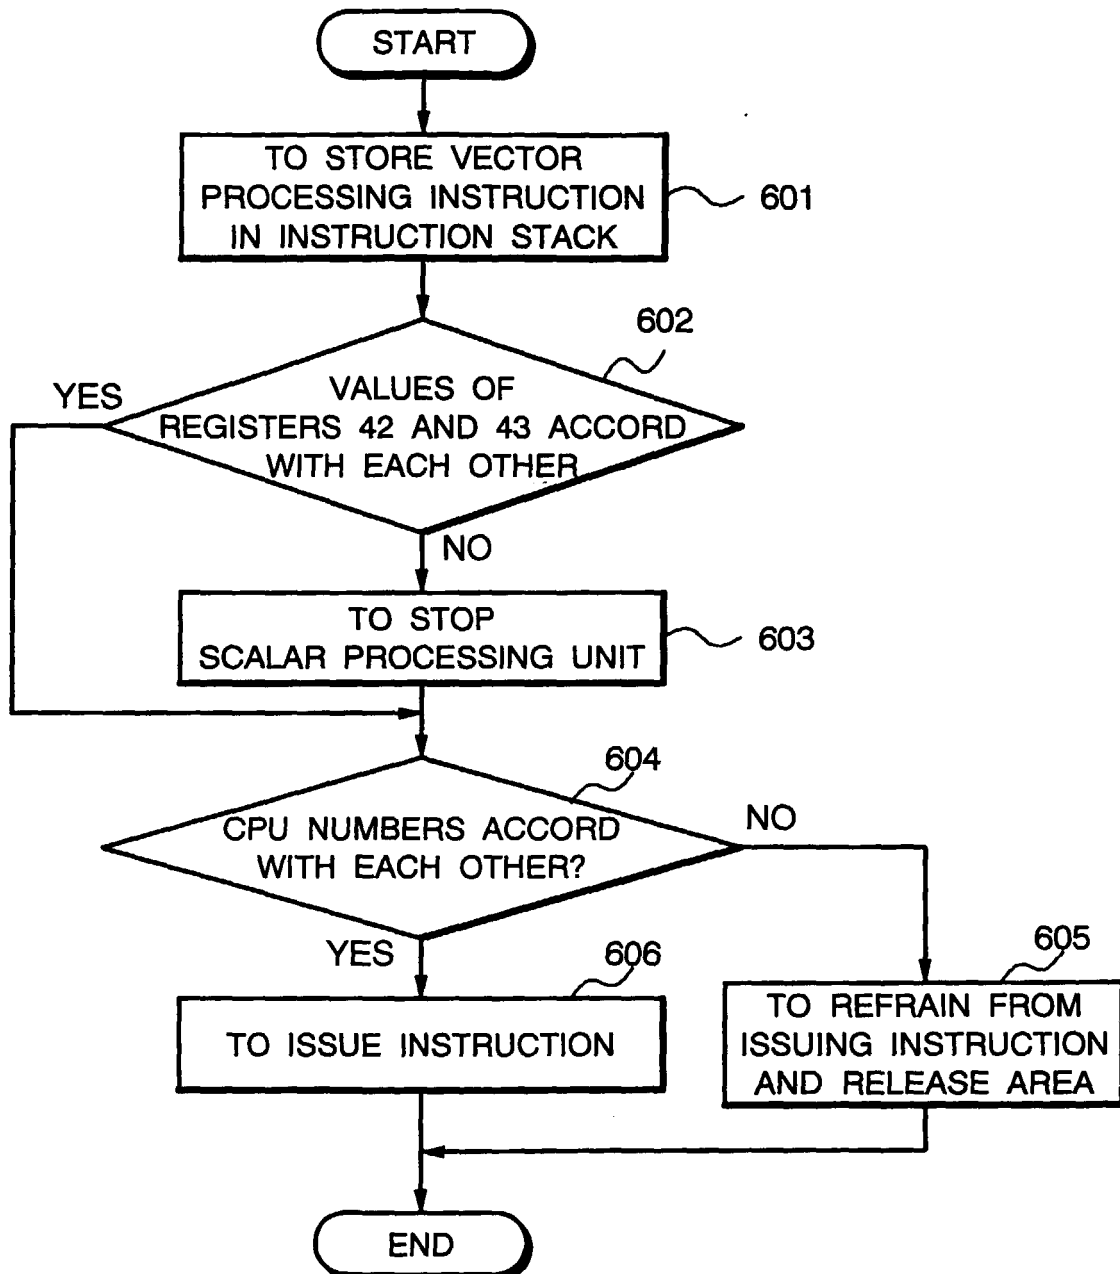 START
TO STORE VECTOR
PROCESSING INSTRUCTION
IN INSTRUCTION STACK
601
602
YES
VALUES OF
REGISTERS 42 AND 43 ACCORD
WITH EACH OTHER
NO
TO STOP
SCALAR PROCESSING UNIT
603
604
CPU NUMBERS ACCORD
WITH EACH OTHER?
NO
YES
606
605
TO ISSUE INSTRUCTION
TO REFRAIN FROM
ISSUING INSTRUCTION
AND RELEASE AREA
END